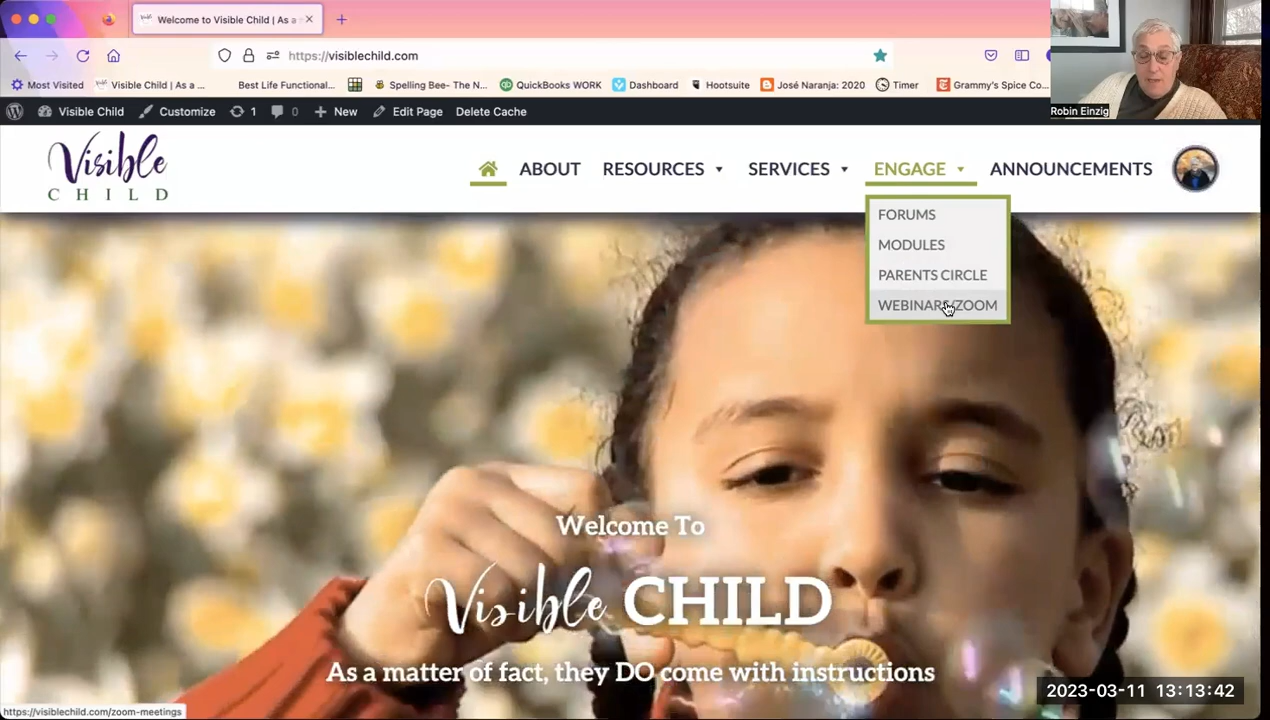 Welcome to Visible Child | As a
https://visiblechild.com
Most Visited
Visible Child | As a ...
Best Life Functional...
Spelling Bee- The N...
QuickBooks WORK
Dashboard
Hootsuite
José Naranja: 2020
Timer
Grammy's Spice Co...
Robin Einzig
Visible Child
Customize
1
0
New
Edit Page
Delete Cache
Visible
CHILD
ABOUT
RESOURCES
SERVICES
ENGAGE
ANNOUNCEMENTS
FORUMS
MODULES
PARENTS CIRCLE
WEBINAR/ZOOM
Welcome To
Visible CHILD
As a matter of fact, they DO come with instructions
https://visiblechild.com/zoom-meetings
2023-03-11 13:13:42